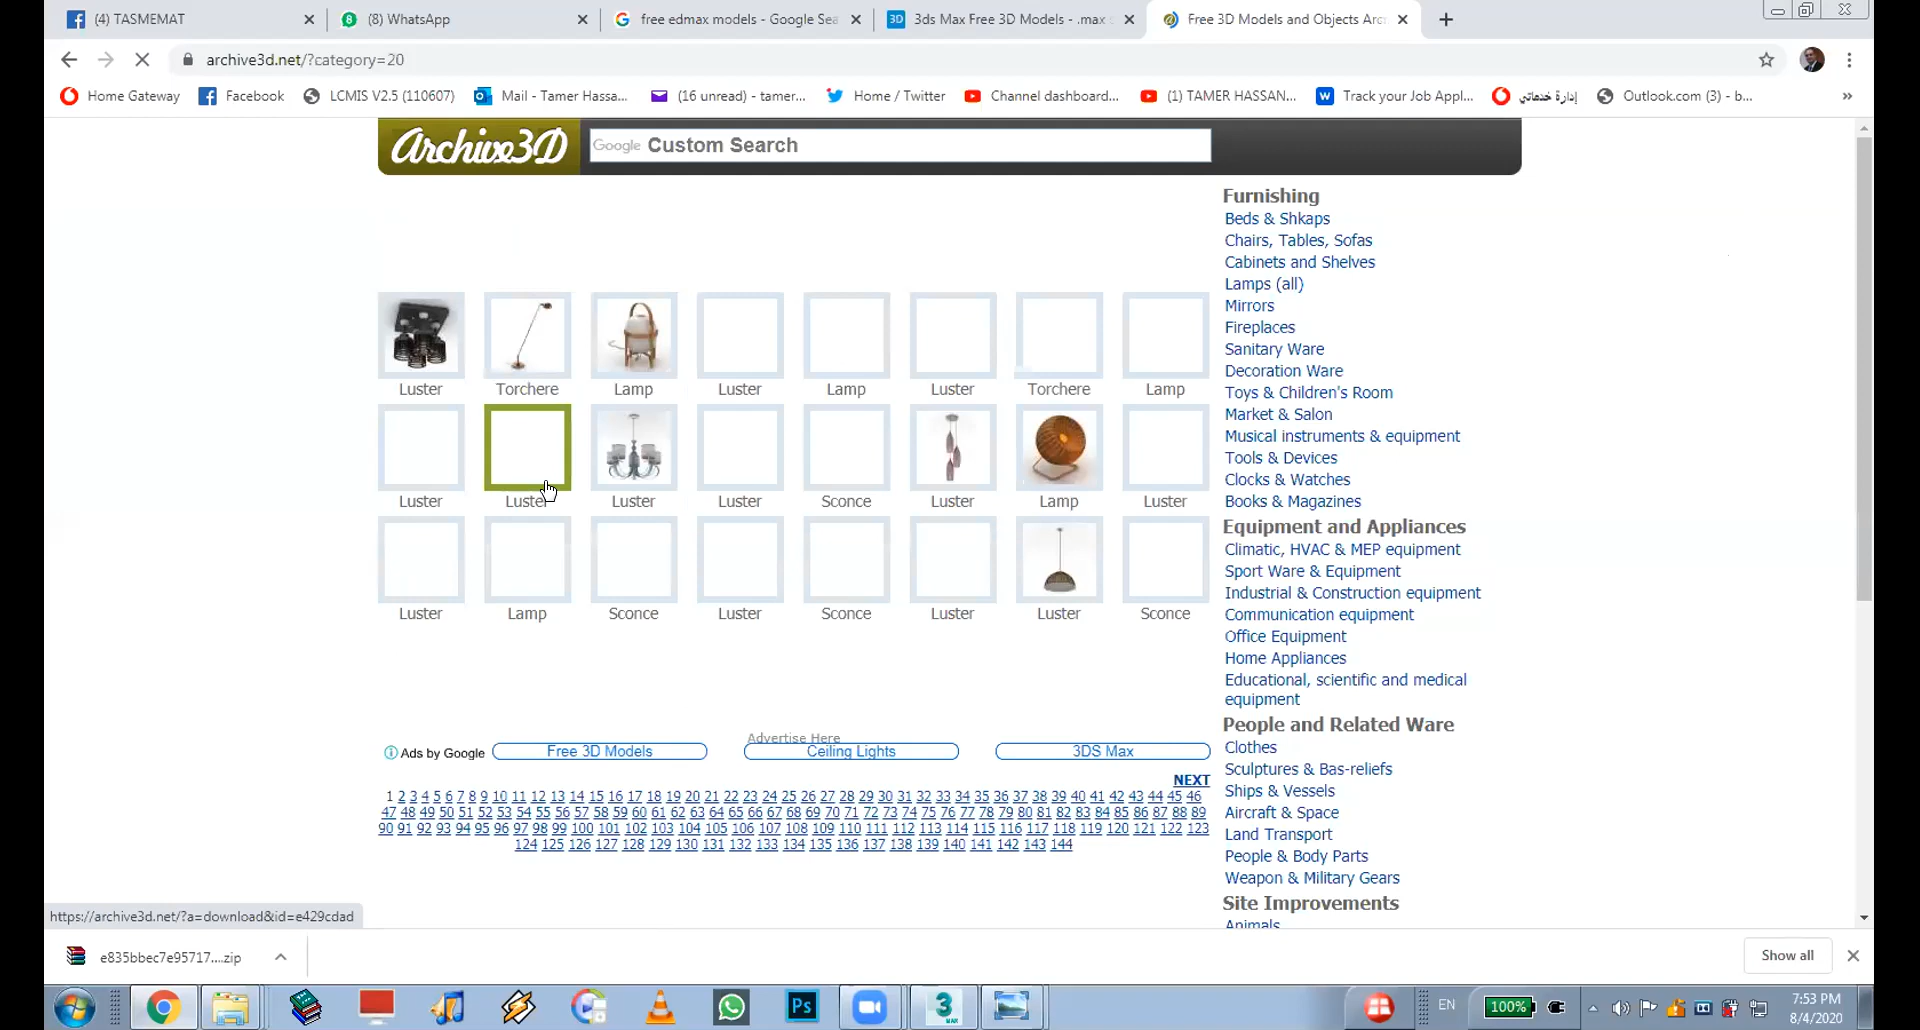 (4) TASMEMAT
(8) WhatsApp
free edmax models - Google Sea
3ds Max Free 3D Models - .max
Free 3D Models and Objects Arc
archive3d.net/?category=20
Home Gateway
Facebook
LCMIS V2.5 (110607)
Mail - Tamer Hassa...
(16 unread) - tamer...
Home / Twitter
Channel dashboard...
(1) TAMER HASSAN...
Track your Job Appl...
إدارة خدماتي
Outlook.com (3) - b...
Archive3D
Google Custom Search
Luster Torchere Lamp Luster Lamp Luster Torchere Lamp
Luster Luster Luster Luster Sconce Luster Lamp Luster
Luster Lamp Sconce Luster Sconce Luster Luster Sconce
Advertise Here
Ads by Google Free 3D Models Ceiling Lights 3DS Max
NEXT
1 2 3 4 5 6 7 8 9 10 11 12 13 14 15 16 17 18 19 20 21 22 23 24 25 26 27 28 29 30 31 32 33 34 35 36 37 38 39 40 41 42 43 44 45 46
47 48 49 50 51 52 53 54 55 56 57 58 59 60 61 62 63 64 65 66 67 68 69 70 71 72 73 74 75 76 77 78 79 80 81 82 83 84 85 86 87 88 89
90 91 92 93 94 95 96 97 98 99 100 101 102 103 104 105 106 107 108 109 110 111 112 113 114 115 116 117 118 119 120 121 122 123
124 125 126 127 128 129 130 131 132 133 134 135 136 137 138 139 140 141 142 143 144
Furnishing
Beds & Shkaps
Chairs, Tables, Sofas
Cabinets and Shelves
Lamps (all)
Mirrors
Fireplaces
Sanitary Ware
Decoration Ware
Toys & Children's Room
Market & Salon
Musical instruments & equipment
Tools & Devices
Clocks & Watches
Books & Magazines
Equipment and Appliances
Climatic, HVAC & MEP equipment
Sport Ware & Equipment
Industrial & Construction equipment
Communication equipment
Office Equipment
Home Appliances
Educational, scientific and medical
equipment
People and Related Ware
Clothes
Sculptures & Bas-reliefs
Ships & Vessels
Aircraft & Space
Land Transport
People & Body Parts
Weapon & Military Gears
Site Improvements
Animals
https://archive3d.net/?a=download&id=e429cdad
e835bbec7e95717....zip
Show all
Ps
3
MAX
EN
100%
7:53 PM
8/4/2020